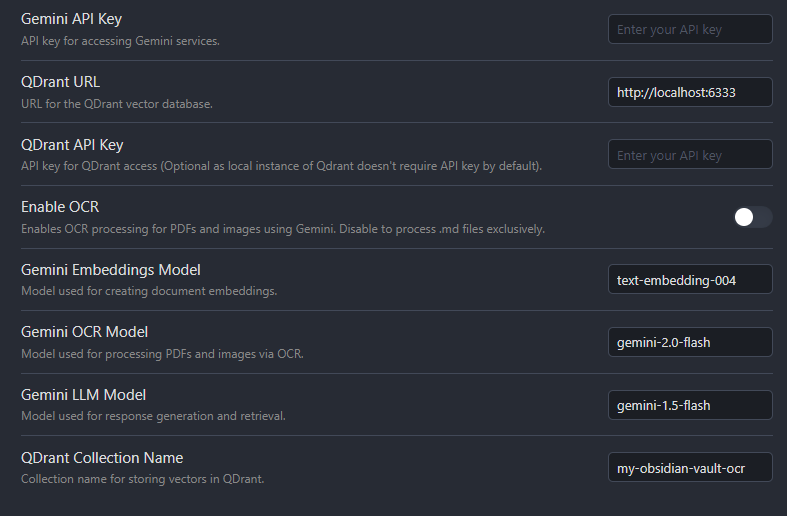 Gemini API Key
API key for accessing Gemini services.
Enter your API key
QDrant URL
URL for the QDrant vector database.
http://localhost:6333
QDrant API Key
API key for QDrant access (Optional as local instance of Qdrant doesn't require API key by default).
Enter your API key
Enable OCR
Enables OCR processing for PDFs and images using Gemini. Disable to process .md files exclusively.
Gemini Embeddings Model
Model used for creating document embeddings.
text-embedding-004
Gemini OCR Model
Model used for processing PDFs and images via OCR.
gemini-2.0-flash
Gemini LLM Model
Model used for response generation and retrieval.
gemini-1.5-flash
QDrant Collection Name
Collection name for storing vectors in QDrant.
my-obsidian-vault-ocr